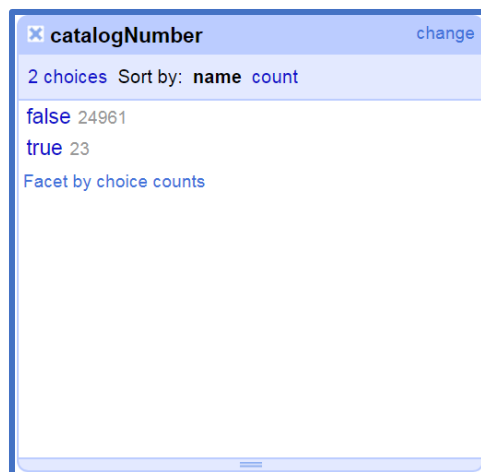 catalogNumber change
2 choices Sort by: name count
false 24961
true 23
Facet by choice counts